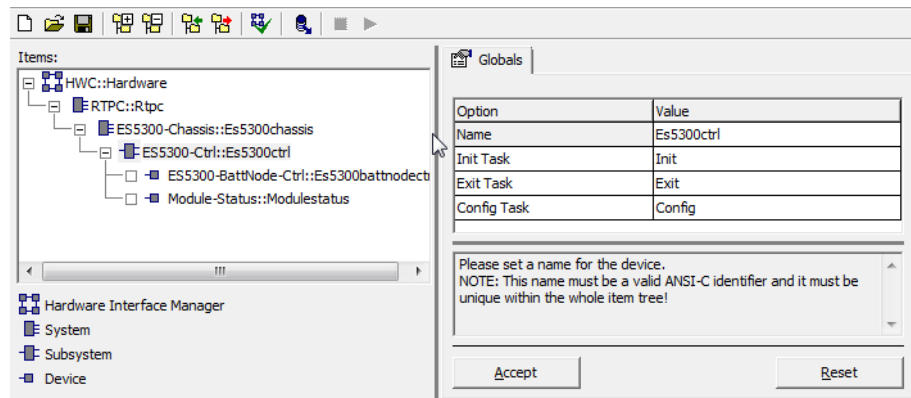 Items:
HWC::Hardware
RTPC::Rtpc
ES5300-Chassis::Es5300chassis
ES5300-Ctrl::Es5300ctrl
ES5300-BattNode-Ctrl::Es5300battnodectr
Module-Status::Modulestatus
Hardware Interface Manager
System
Subsystem
Device
Globals
Option Value
Name Es5300ctrl
Init Task Init
Exit Task Exit
Config Task Config
Please set a name for the device.
NOTE: This name must be a valid ANSI-C identifier and it must be
unique within the whole item tree!
Accept Reset